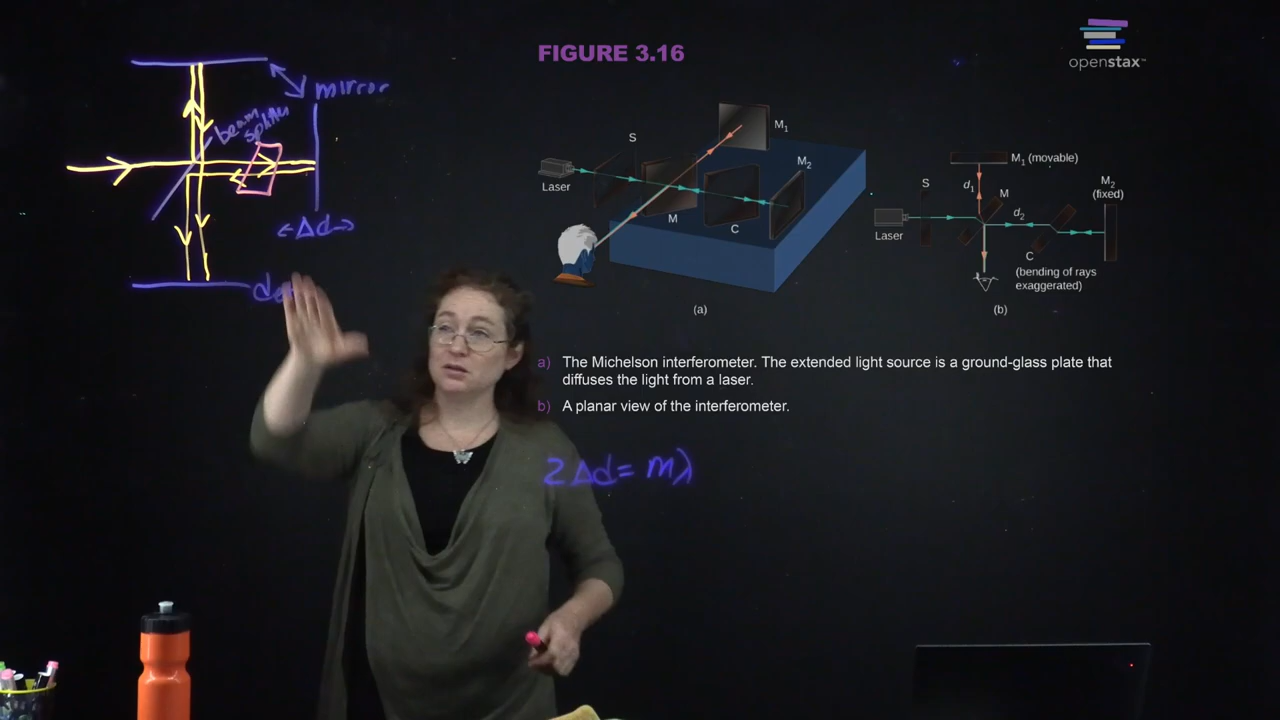 mirror
beam
splitter
←Δd→
FIGURE 3.16
openstax™
S
M₁
M₂
Laser
M
C
(a)
M₁ (movable)
S
d₁
M
M₂
(fixed)
d₂
Laser
C
(bending of rays
exaggerated)
(b)
a) The Michelson interferometer. The extended light source is a ground-glass plate that
diffuses the light from a laser.
b) A planar view of the interferometer.
2Δd = mλ